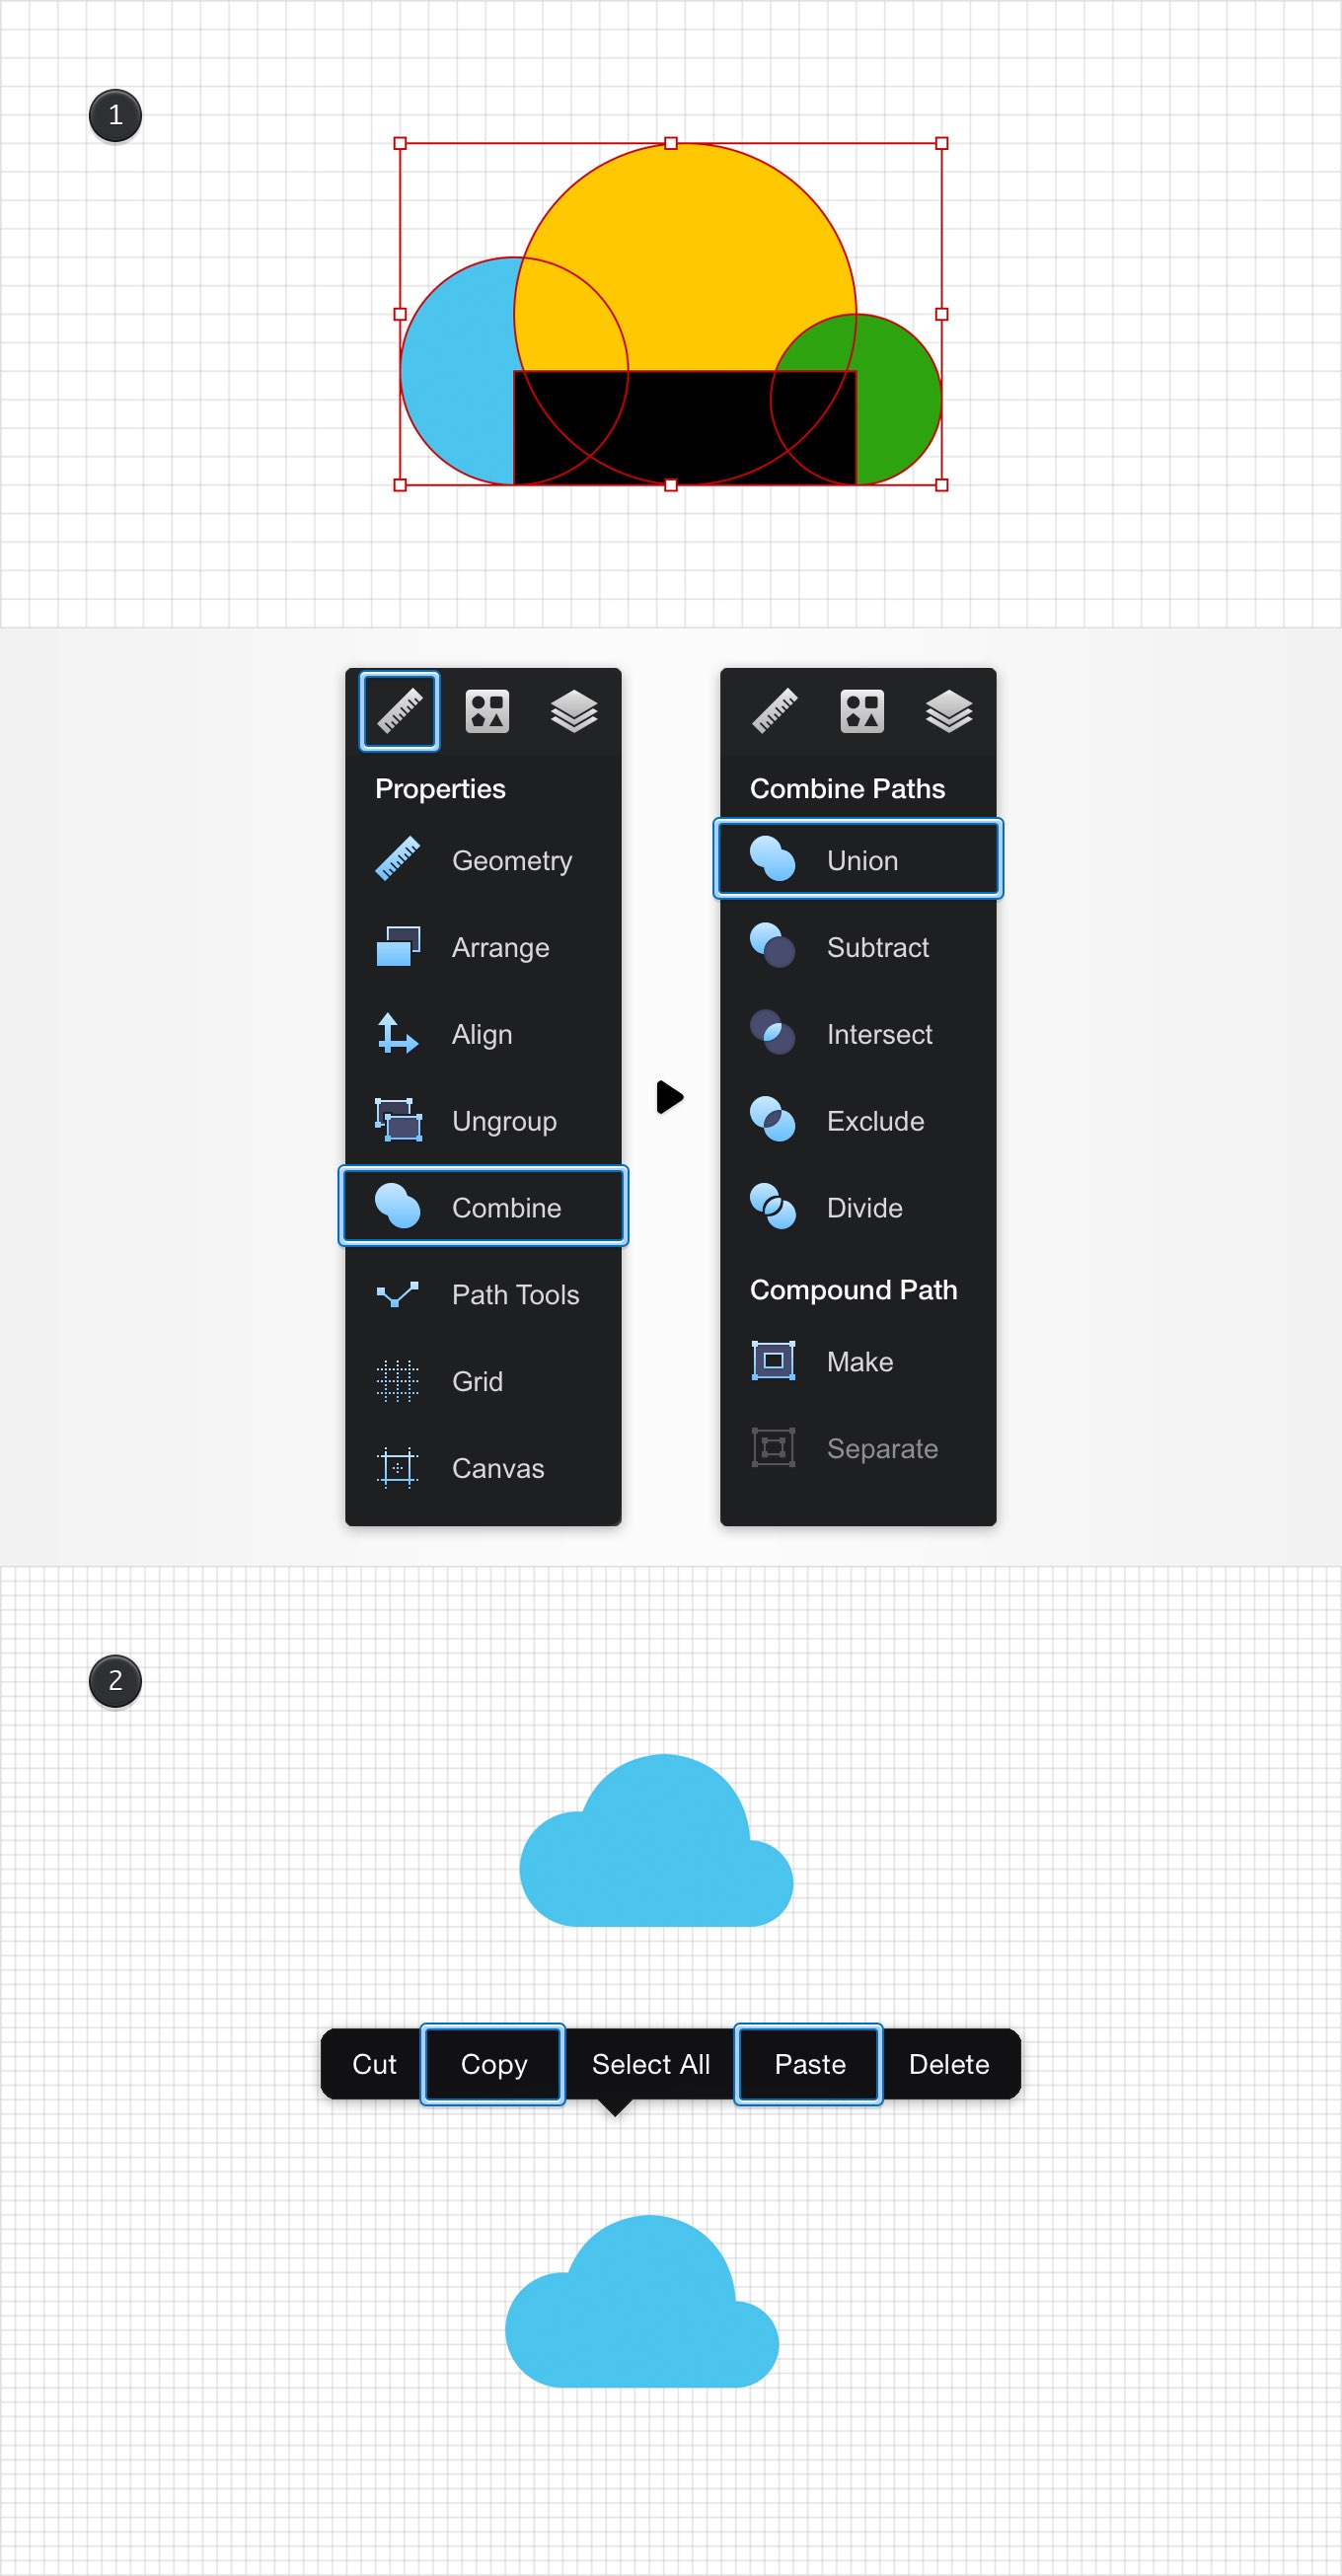 1
Properties
Geometry
Arrange
Align
Ungroup
Combine
Path Tools
Grid
Canvas
Combine Paths
Union
Subtract
Intersect
Exclude
Divide
Compound Path
Make
Separate
2
Cut Copy Select All Paste Delete